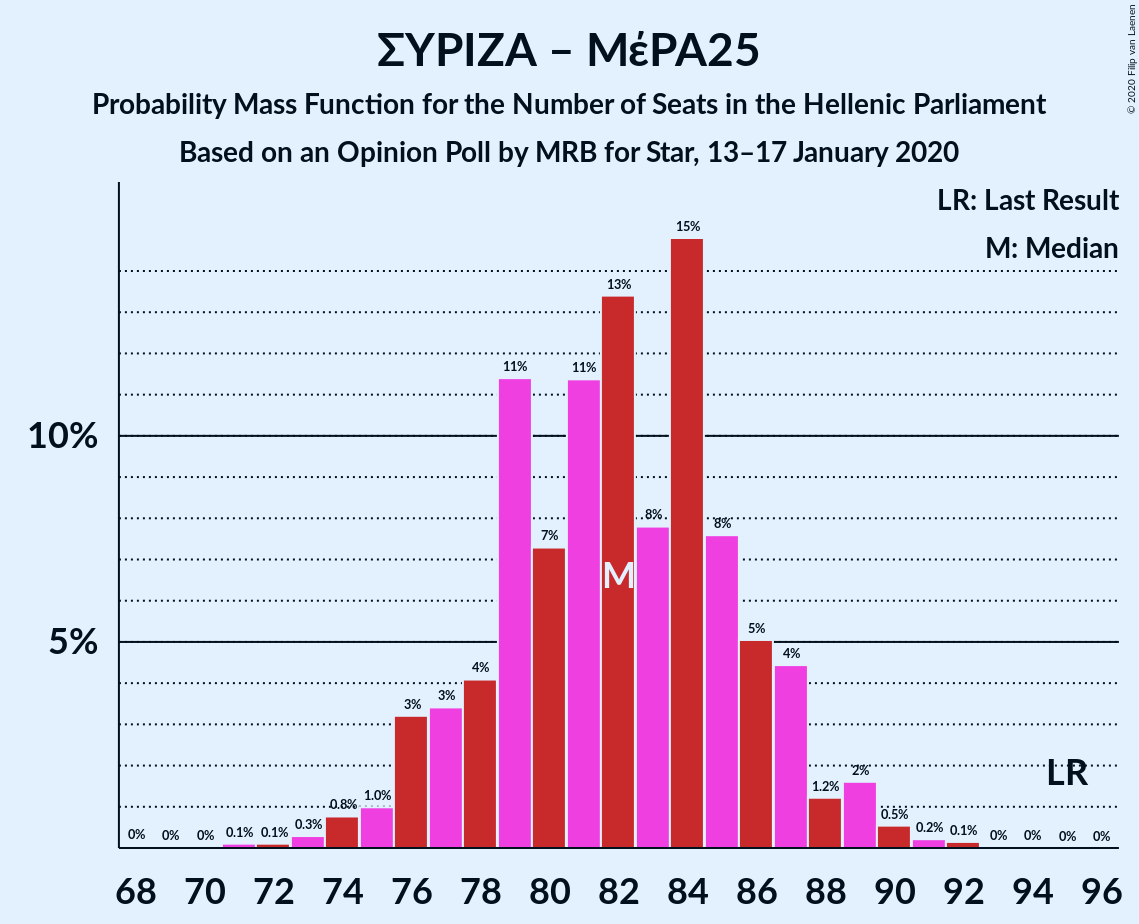 ΣΥΡΙΖΑ – ΜέΡΑ25
Probability Mass Function for the Number of Seats in the Hellenic Parliament
Based on an Opinion Poll by MRB for Star, 13–17 January 2020
© 2020 Filip van Laenen
LR: Last Result
M: Median
15%
13%
11%
11%
10%
8%
8%
7%
M
5%
5%
4%
4%
3%
3%
2%
LR
1.2%
1.0%
0.8%
0.5%
0.3%
0.2%
0% 0% 0% 0.1% 0.1%
0.1% 0% 0% 0% 0%
68 70 72 74 76 78 80 82 84 86 88 90 92 94 96